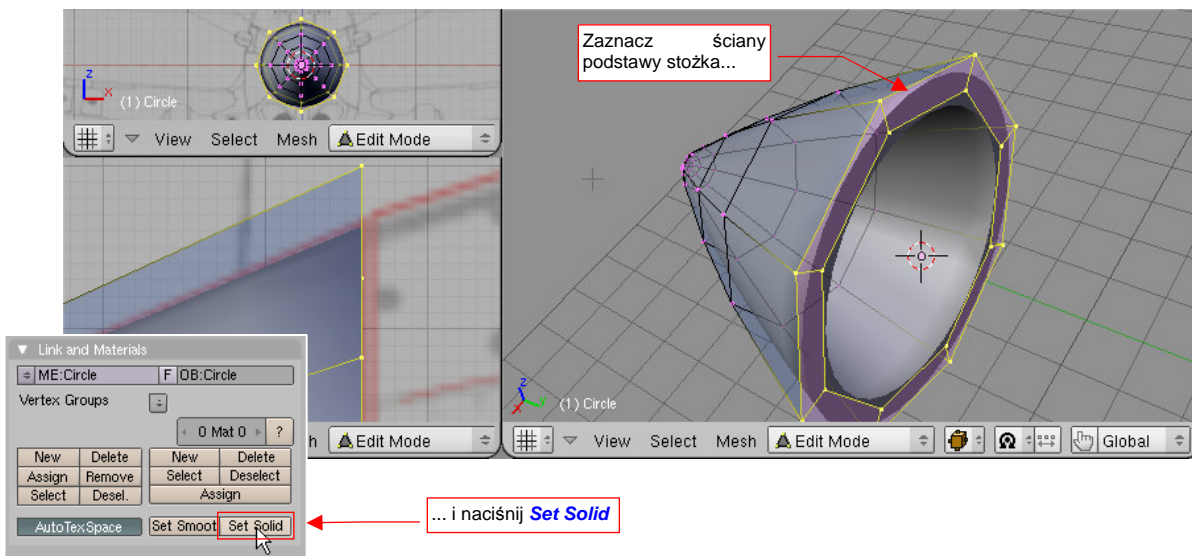 Zaznacz ściany
podstawy stożka...
z
x
(1) Circle
View Select Mesh Edit Mode
Link and Materials
ME:Circle F OB:Circle
Vertex Groups
0 Mat 0 ?
New Delete New Delete
Assign Remove Select Deselect
Select Desel. Assign
AutoTexSpace Set Smoot Set Solid
h Edit Mode
z
x y (1) Circle
View Select Mesh Edit Mode Global
... i naciśnij Set Solid